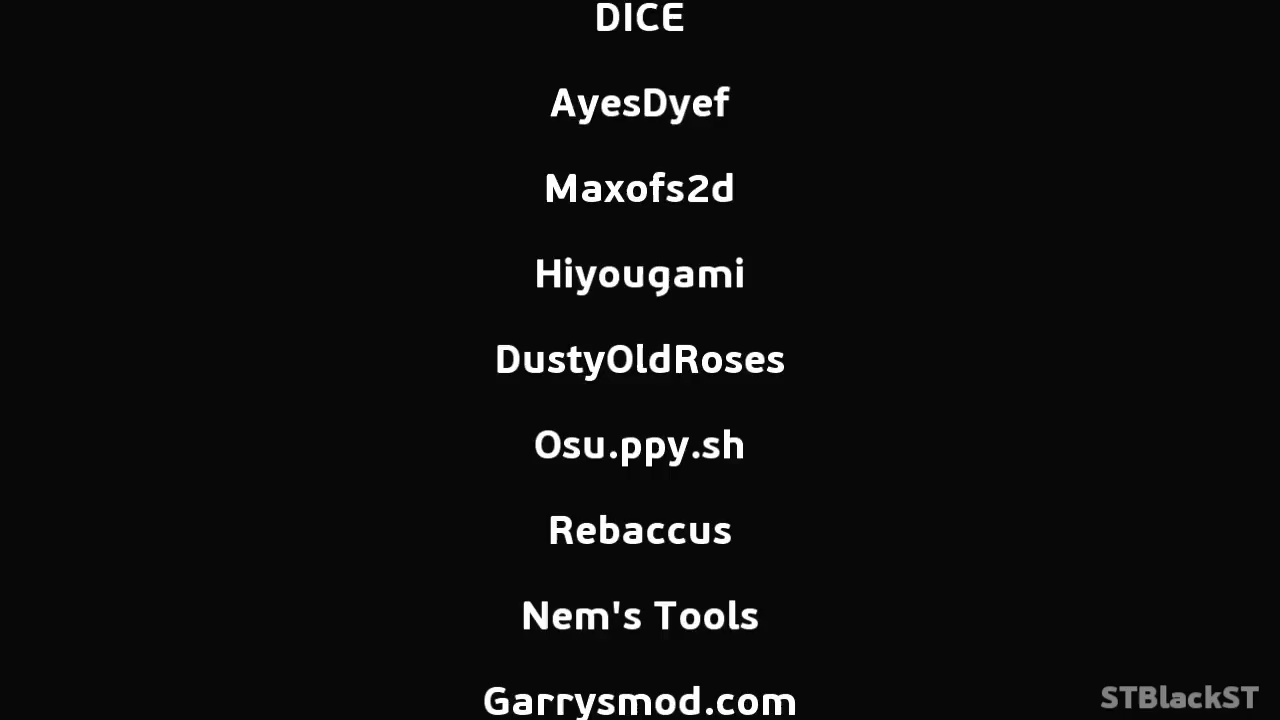 DICE
AyesDyef
Maxofs2d
Hiyougami
DustyOldRoses
Osu.ppy.sh
Rebaccus
Nem's Tools
Garrysmod.com
STBlackST